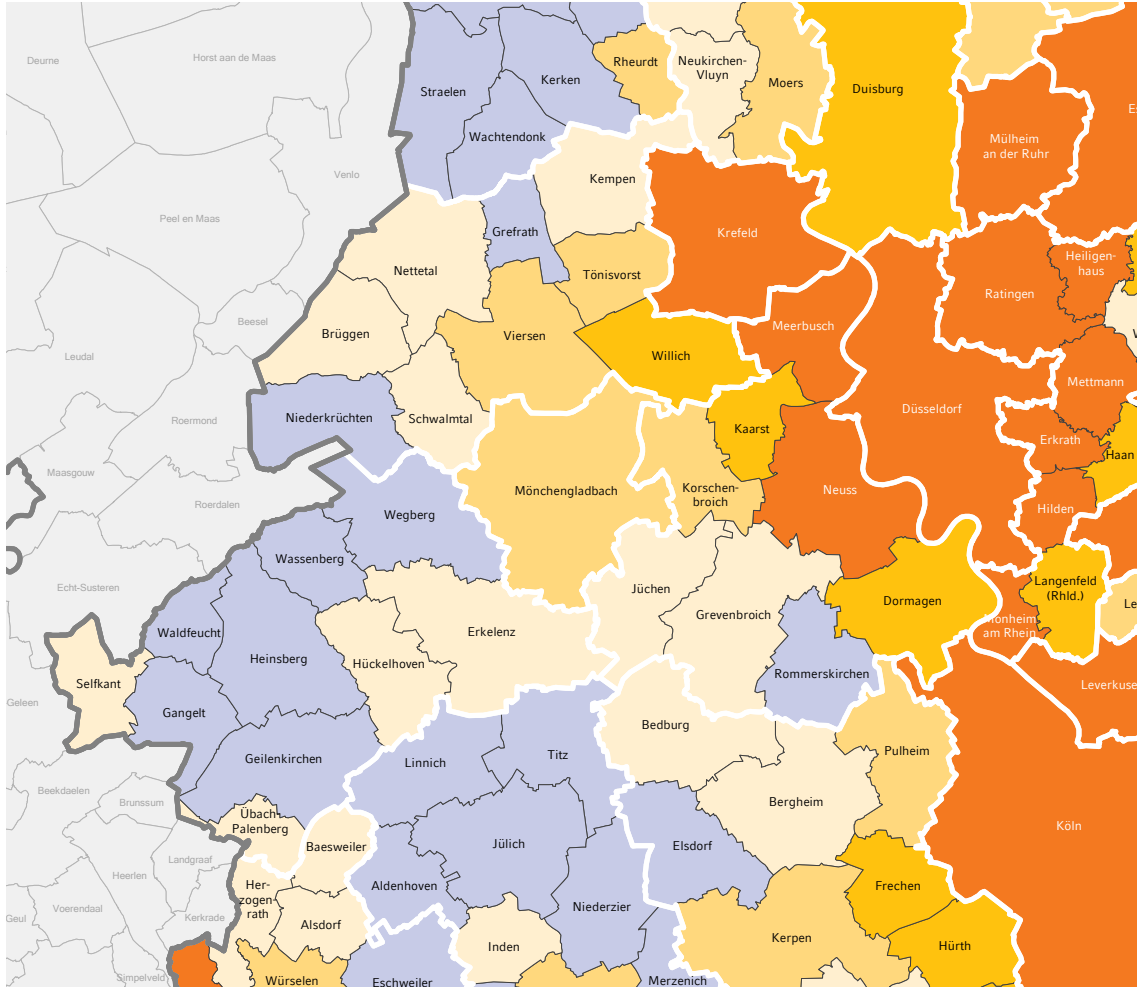 Deurne
Horst aan de Maas
Venlo
Peel en Maas
Beesel
Leudal
Roermond
Maasgouw
Roerdalen
Echt-Susteren
Geleen
Beekdaelen
Brunssum
Landgraaf
Heerlen
Voerendaal
Geul
Kerkrade
Simpelveld
Straelen
Kerken
Wachtendonk
Rheurdt
Neukirchen-
Vluyn
Moers
Duisburg
Mülheim
an der Ruhr
Es
Kempen
Grefrath
Krefeld
Nettetal
Tönisvorst
Heiligen-
haus
Ratingen
Brüggen
Viersen
Willich
Meerbusch
Mettmann
Niederkrüchten
Schwalmtal
Kaarst
Düsseldorf
Erkrath
Haan
Mönchengladbach
Korschen-
broich
Neuss
Hilden
Wegberg
Wassenberg
Jüchen
Grevenbroich
Dormagen
Langenfeld
(Rhld.)
Le
Monheim
am Rhein
Waldfeucht
Heinsberg
Hückelhoven
Erkelenz
Rommerskirchen
Selfkant
Gangelt
Leverkuse
Bedburg
Geilenkirchen
Linnich
Titz
Pulheim
Bergheim
Übach-
Palenberg
Baesweiler
Jülich
Elsdorf
Köln
Aldenhoven
Frechen
Her-
zogen-
rath
Alsdorf
Niederzier
Inden
Kerpen
Hürth
Würselen
Eschweiler
Merzenich